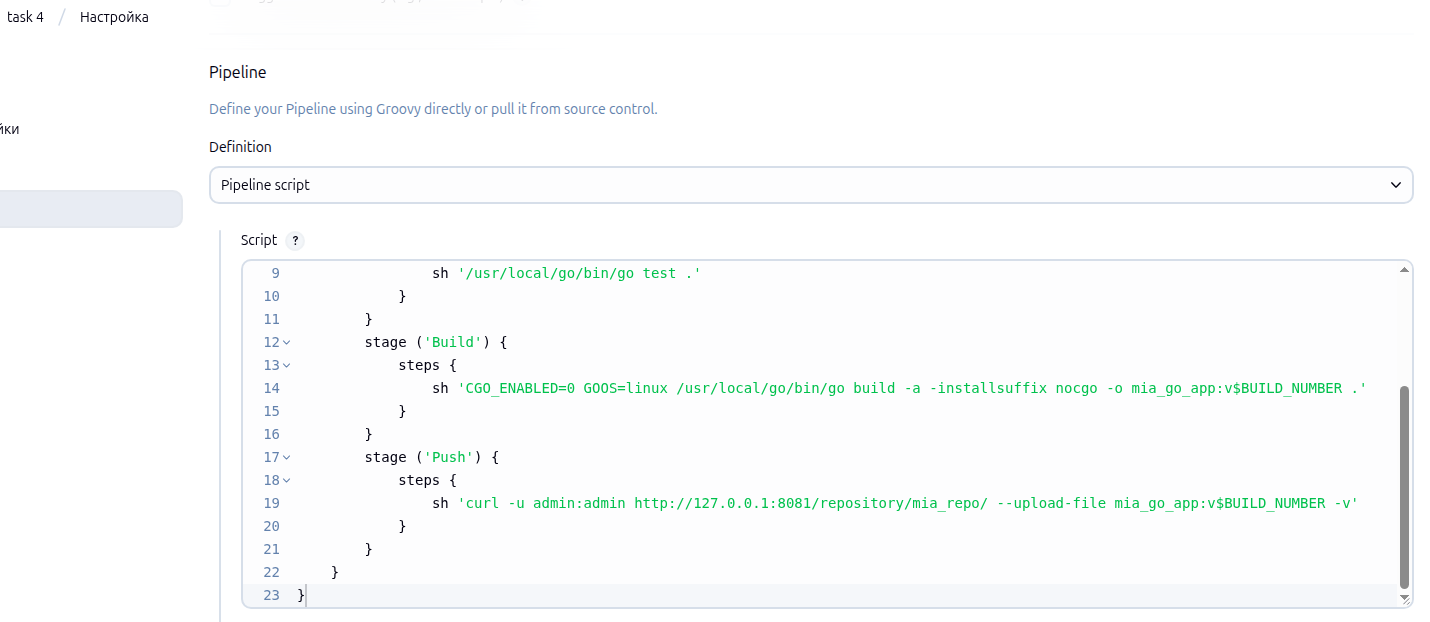 task 4 / Настройка
Pipeline
Define your Pipeline using Groovy directly or pull it from source control.
йки
Definition
Pipeline script
Script ?
9 sh '/usr/local/go/bin/go test .'
10 }
11 }
12 stage ('Build') {
13 steps {
14 sh 'CGO_ENABLED=0 GOOS=linux /usr/local/go/bin/go build -a -installsuffix nocgo -o mia_go_app:v$BUILD_NUMBER .'
15 }
16 }
17 stage ('Push') {
18 steps {
19 sh 'curl -u admin:admin http://127.0.0.1:8081/repository/mia_repo/ --upload-file mia_go_app:v$BUILD_NUMBER -v'
20 }
21 }
22 }
23 }